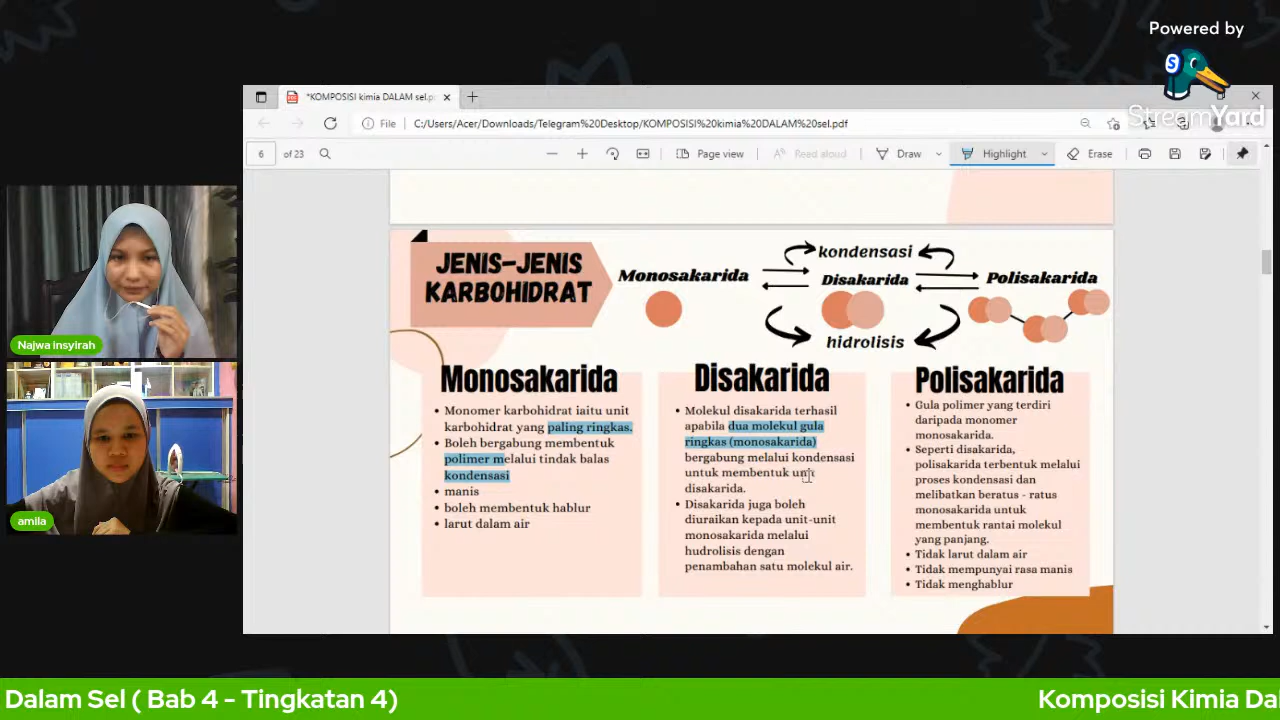 Powered by
StreamYard
*KOMPOSISI kimia DALAM sel.p
File
C:/Users/Acer/Downloads/Telegram%20Desktop/KOMPOSISI%20kimia%20DALAM%20sel.pdf
6 of 23
Page view
Read aloud
Draw
Highlight
Erase
JENIS-JENIS
KARBOHIDRAT
kondensasi
Monosakarida
Disakarida
Polisakarida
hidrolisis
Monosakarida
• Monomer karbohidrat iaitu unit
karbohidrat yang paling ringkas.
• Boleh bergabung membentuk
polimer melalui tindak balas
kondensasi
• manis
• boleh membentuk hablur
• larut dalam air
Disakarida
• Molekul disakarida terhasil
apabila dua molekul gula
ringkas (monosakarida)
bergabung melalui kondensasi
untuk membentuk unit
disakarida.
• Disakarida juga boleh
diuraikan kepada unit-unit
monosakarida melalui
hudrolisis dengan
penambahan satu molekul air.
Polisakarida
• Gula polimer yang terdiri
daripada monomer
monosakarida.
• Seperti disakarida,
polisakarida terbentuk melalui
proses kondensasi dan
melibatkan beratus - ratus
monosakarida untuk
membentuk rantai molekul
yang panjang.
• Tidak larut dalam air
• Tidak mempunyai rasa manis
• Tidak menghablur
Najwa insyirah
amila
Dalam Sel ( Bab 4 - Tingkatan 4)
Komposisi Kimia Da